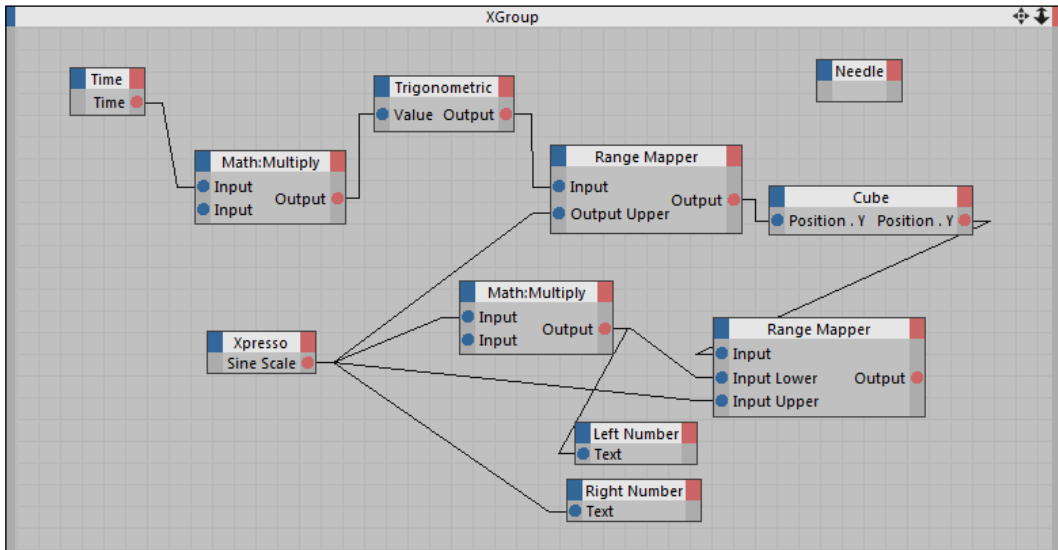 XGroup
Time
Time
Trigonometric
Value Output
Needle
Math:Multiply
Input
Output
Input
Range Mapper
Input
Output
Output Upper
Cube
Position . Y Position . Y
Math:Multiply
Input
Output
Input
Xpresso
Sine Scale
Range Mapper
Input
Input Lower Output
Input Upper
Left Number
Text
Right Number
Text